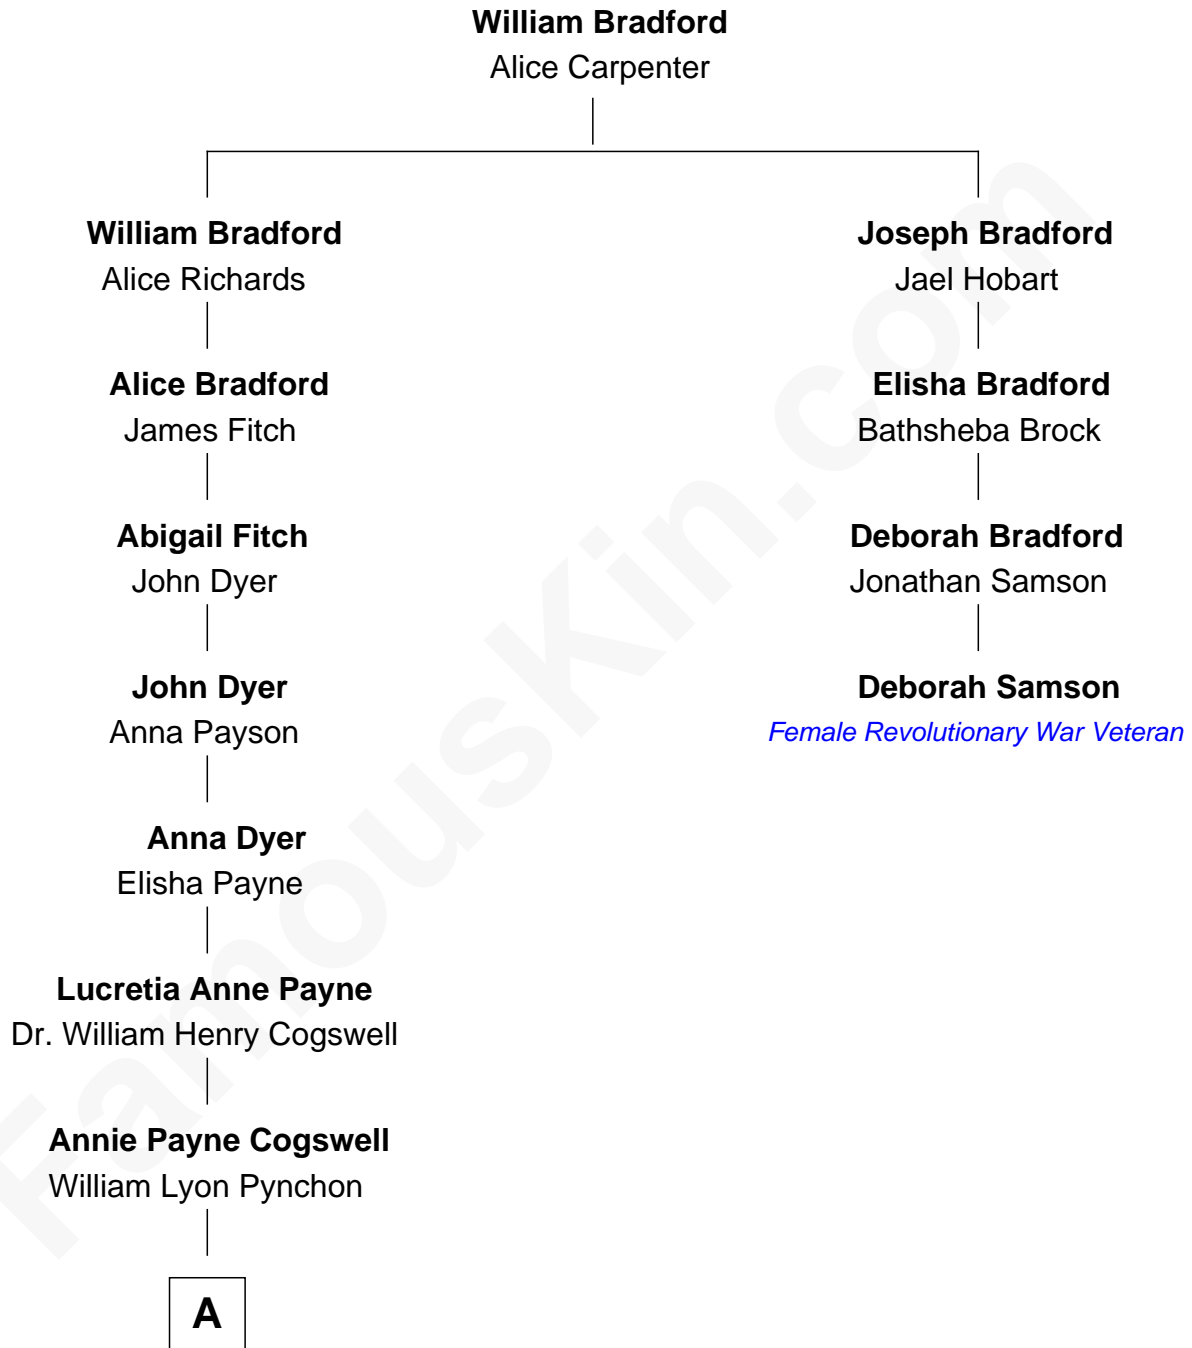 William Bradford
Alice Carpenter
William Bradford
Alice Richards
Joseph Bradford
Jael Hobart
Alice Bradford
James Fitch
Elisha Bradford
Bathsheba Brock
Abigail Fitch
John Dyer
Deborah Bradford
Jonathan Samson
John Dyer
Anna Payson
Deborah Samson
Female Revolutionary War Veteran
Anna Dyer
Elisha Payne
Lucretia Anne Payne
Dr. William Henry Cogswell
Annie Payne Cogswell
William Lyon Pynchon
A
FamousKin.com